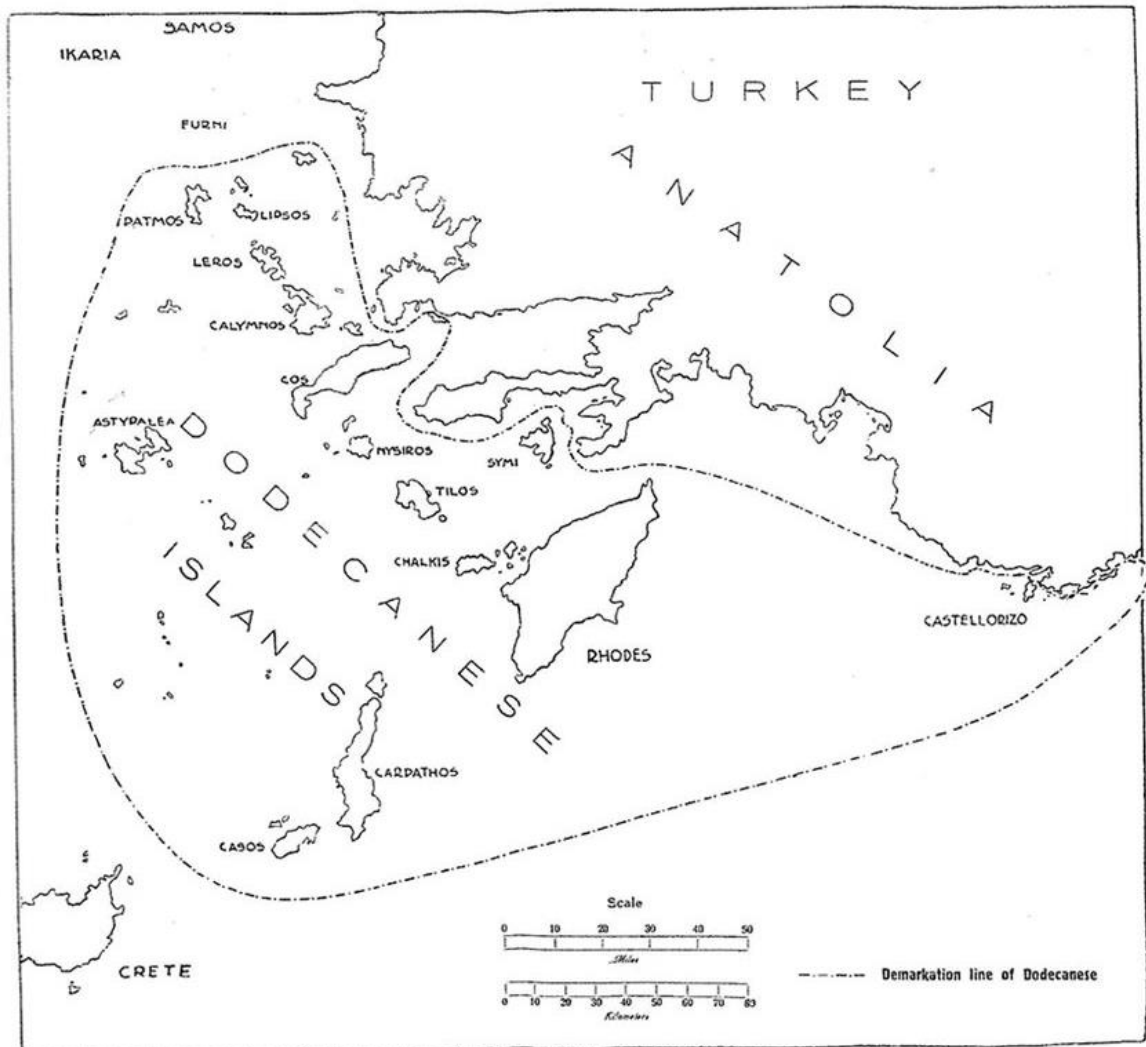 SAMOS
IKARIA
TURKEY
FURNI
ANATOLIA
PATMOS
LIPSOS
LEROS
CALYMNOS
COS
ASTYPALEA
DODECANESE
ISLANDS
NYSIROS
SYMI
TILOS
CHALKIS
RHODES
CASTELLORIZO
CARPATHOS
CASOS
CRETE
Scale
0 10 20 30 40 50
Miles
0 10 20 30 40 50 60 70 83
Kilometers
Demarkation line of Dodecanese